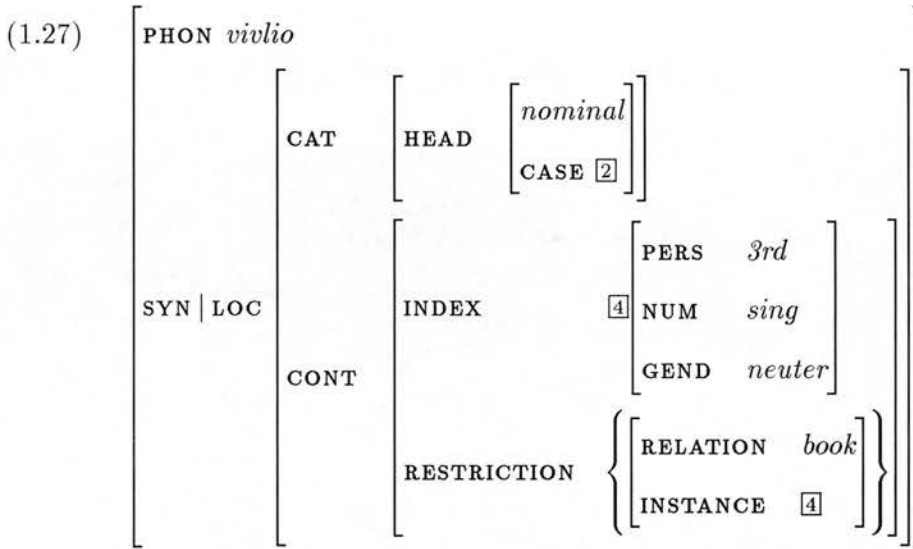 (1.27)
PHON vivlio
nominal
CAT HEAD
CASE 2
PERS 3rd
SYN | LOC INDEX 4 NUM sing
GEND neuter
CONT
RELATION book
RESTRICTION
INSTANCE 4